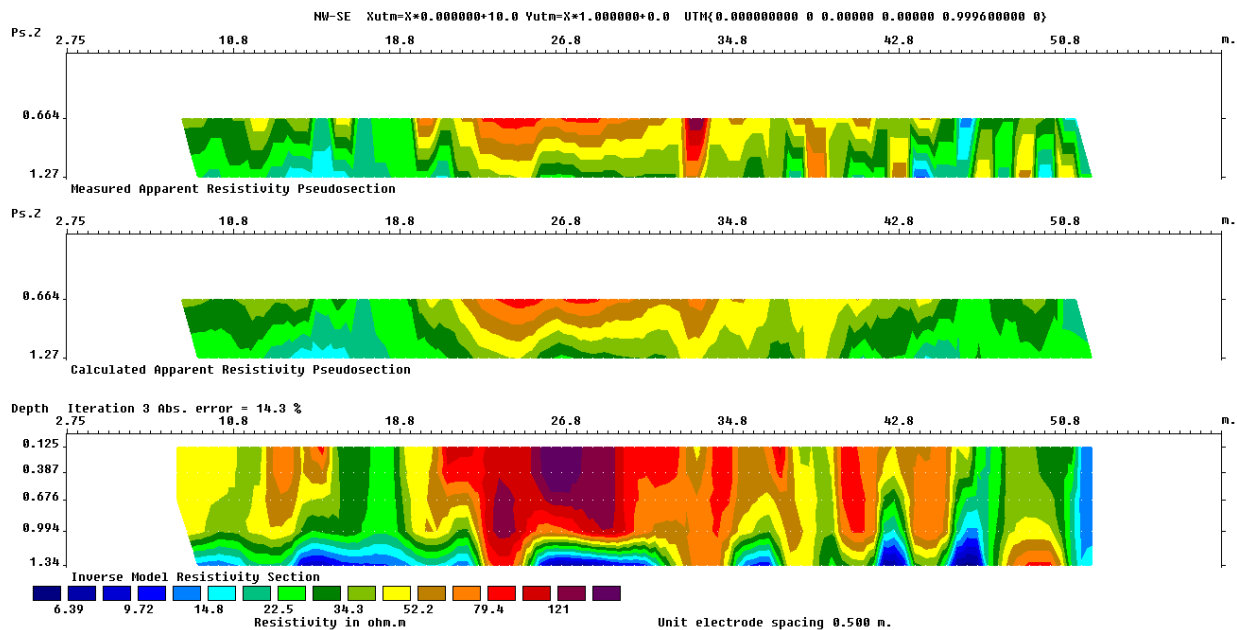 NW-SE Xutm=X*0.000000+10.0 Yutm=X*1.000000+0.0 UTM{0.000000000 0 0.00000 0.00000 0.999600000 0}
Ps.Z 2.75 10.8 18.8 26.8 34.8 42.8 50.8 m.
0.664
1.27
Measured Apparent Resistivity Pseudosection
Ps.Z 2.75 10.8 18.8 26.8 34.8 42.8 50.8 m.
0.664
1.27
Calculated Apparent Resistivity Pseudosection
Depth Iteration 3 Abs. error = 14.3 %
2.75 10.8 18.8 26.8 34.8 42.8 50.8 m.
0.125
0.387
0.676
0.994
1.34
Inverse Model Resistivity Section
6.39 9.72 14.8 22.5 34.3 52.2 79.4 121
Resistivity in ohm.m Unit electrode spacing 0.500 m.